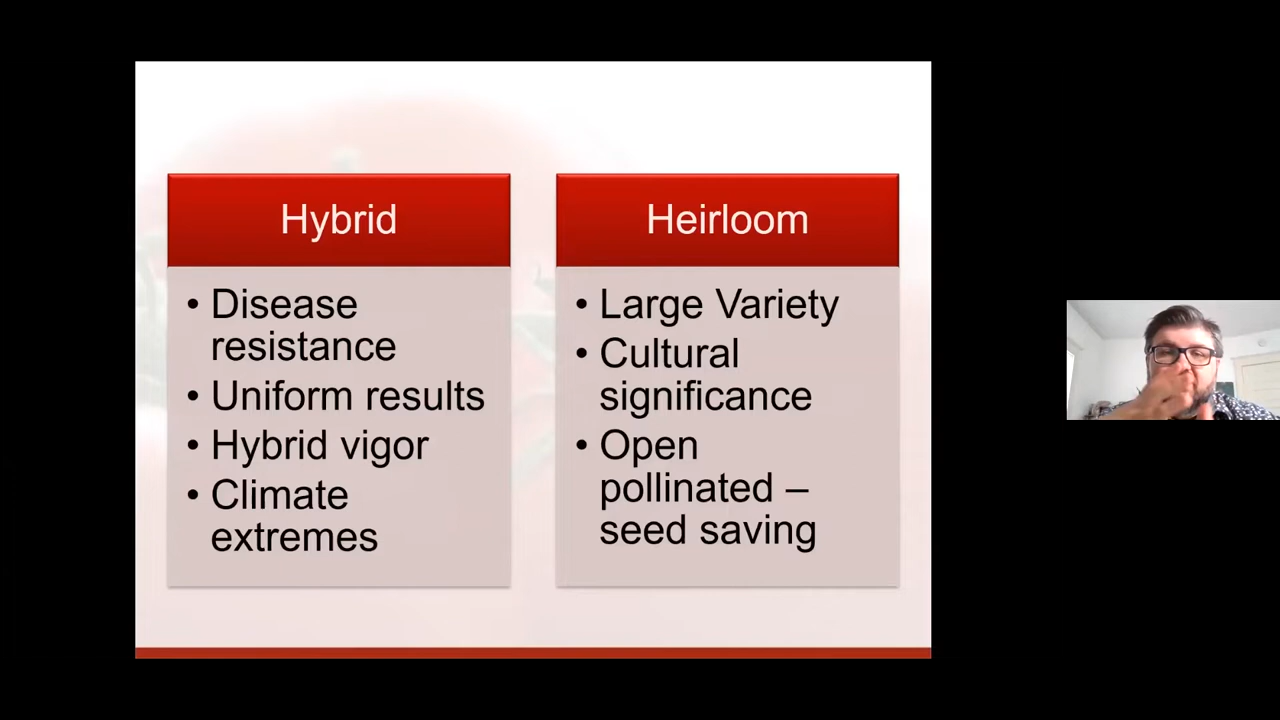 Hybrid
• Disease
resistance
• Uniform results
• Hybrid vigor
• Climate
extremes
Heirloom
• Large Variety
• Cultural
significance
• Open
pollinated –
seed saving